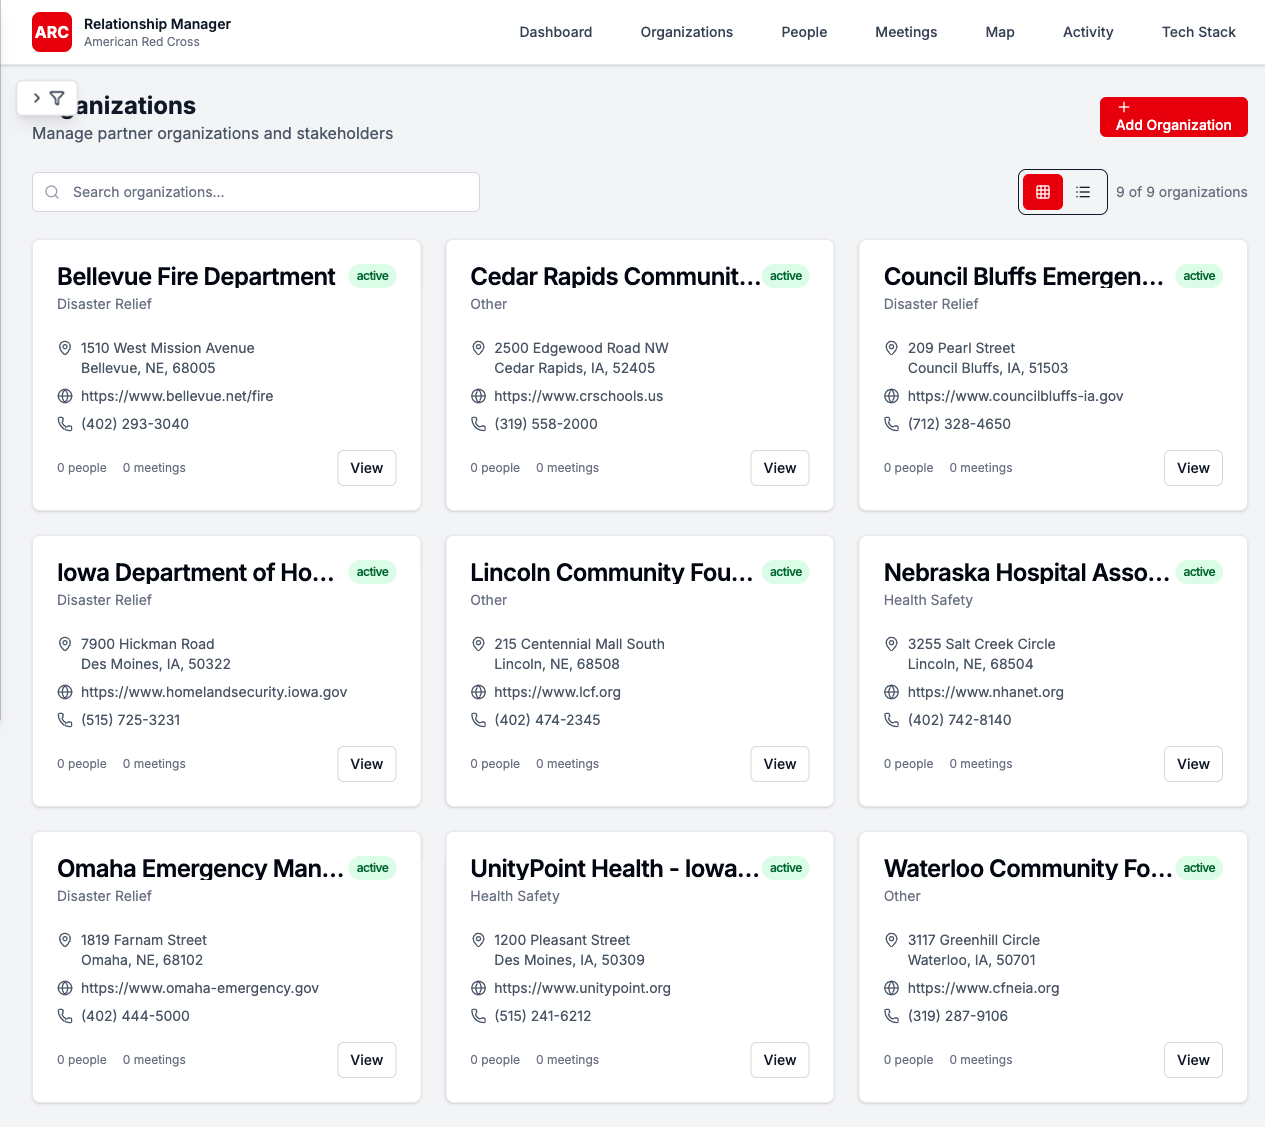 ARC
Relationship Manager
American Red Cross
Dashboard
Organizations
People
Meetings
Map
Activity
Tech Stack
ganizations
Manage partner organizations and stakeholders
Add Organization
Search organizations...
9 of 9 organizations
Bellevue Fire Department
active
Disaster Relief
1510 West Mission Avenue
Bellevue, NE, 68005
https://www.bellevue.net/fire
(402) 293-3040
0 people
0 meetings
View
Cedar Rapids Communit...
active
Other
2500 Edgewood Road NW
Cedar Rapids, IA, 52405
https://www.crschools.us
(319) 558-2000
0 people
0 meetings
View
Council Bluffs Emergen...
active
Disaster Relief
209 Pearl Street
Council Bluffs, IA, 51503
https://www.councilbluffs-ia.gov
(712) 328-4650
0 people
0 meetings
View
Iowa Department of Ho...
active
Disaster Relief
7900 Hickman Road
Des Moines, IA, 50322
https://www.homelandsecurity.iowa.gov
(515) 725-3231
0 people
0 meetings
View
Lincoln Community Fou...
active
Other
215 Centennial Mall South
Lincoln, NE, 68508
https://www.lcf.org
(402) 474-2345
0 people
0 meetings
View
Nebraska Hospital Asso...
active
Health Safety
3255 Salt Creek Circle
Lincoln, NE, 68504
https://www.nhanet.org
(402) 742-8140
0 people
0 meetings
View
Omaha Emergency Man...
active
Disaster Relief
1819 Farnam Street
Omaha, NE, 68102
https://www.omaha-emergency.gov
(402) 444-5000
0 people
0 meetings
View
UnityPoint Health - Iowa...
active
Health Safety
1200 Pleasant Street
Des Moines, IA, 50309
https://www.unitypoint.org
(515) 241-6212
0 people
0 meetings
View
Waterloo Community Fo...
active
Other
3117 Greenhill Circle
Waterloo, IA, 50701
https://www.cfneia.org
(319) 287-9106
0 people
0 meetings
View